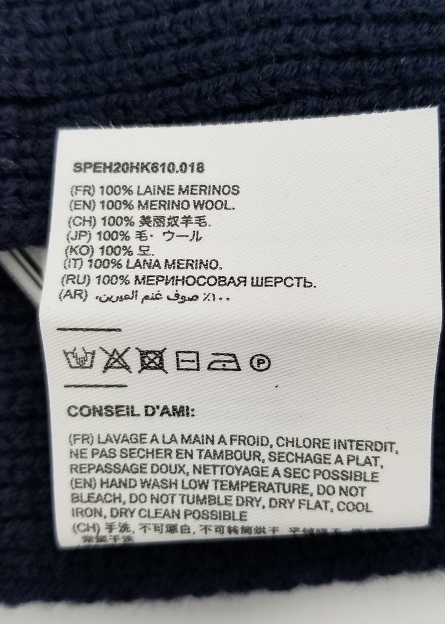 SPEH20HK610.018
(FR) 100% LAINE MERINOS
(EN) 100% MERINO WOOL.
(CH) 100% 美丽奴羊毛.
(JP) 100% 毛・ウール
(KO) 100% 모.
(IT) 100% LANA MERINO.
(RU) 100% МЕРИНОСОВАЯ ШЕРСТЬ.
(AR) ١٠٠٪ صوف غنم الميرين.
P
CONSEIL D'AMI:
(FR) LAVAGE A LA MAIN A FROID, CHLORE INTERDIT,
NE PAS SECHER EN TAMBOUR, SECHAGE A PLAT,
REPASSAGE DOUX, NETTOYAGE A SEC POSSIBLE
(EN) HAND WASH LOW TEMPERATURE, DO NOT
BLEACH, DO NOT TUMBLE DRY, DRY FLAT, COOL
IRON, DRY CLEAN POSSIBLE
(CH) 手洗, 不可漂白, 不可转筒烘干